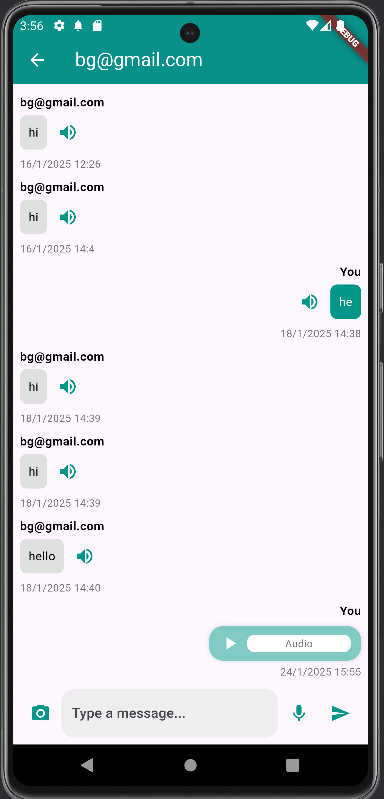 3:56
DEBUG
bg@gmail.com
bg@gmail.com
hi
16/1/2025 12:26
bg@gmail.com
hi
16/1/2025 14:4
You
he
18/1/2025 14:38
bg@gmail.com
hi
18/1/2025 14:39
bg@gmail.com
hi
18/1/2025 14:39
bg@gmail.com
hello
18/1/2025 14:40
You
Audio
24/1/2025 15:55
Type a message...